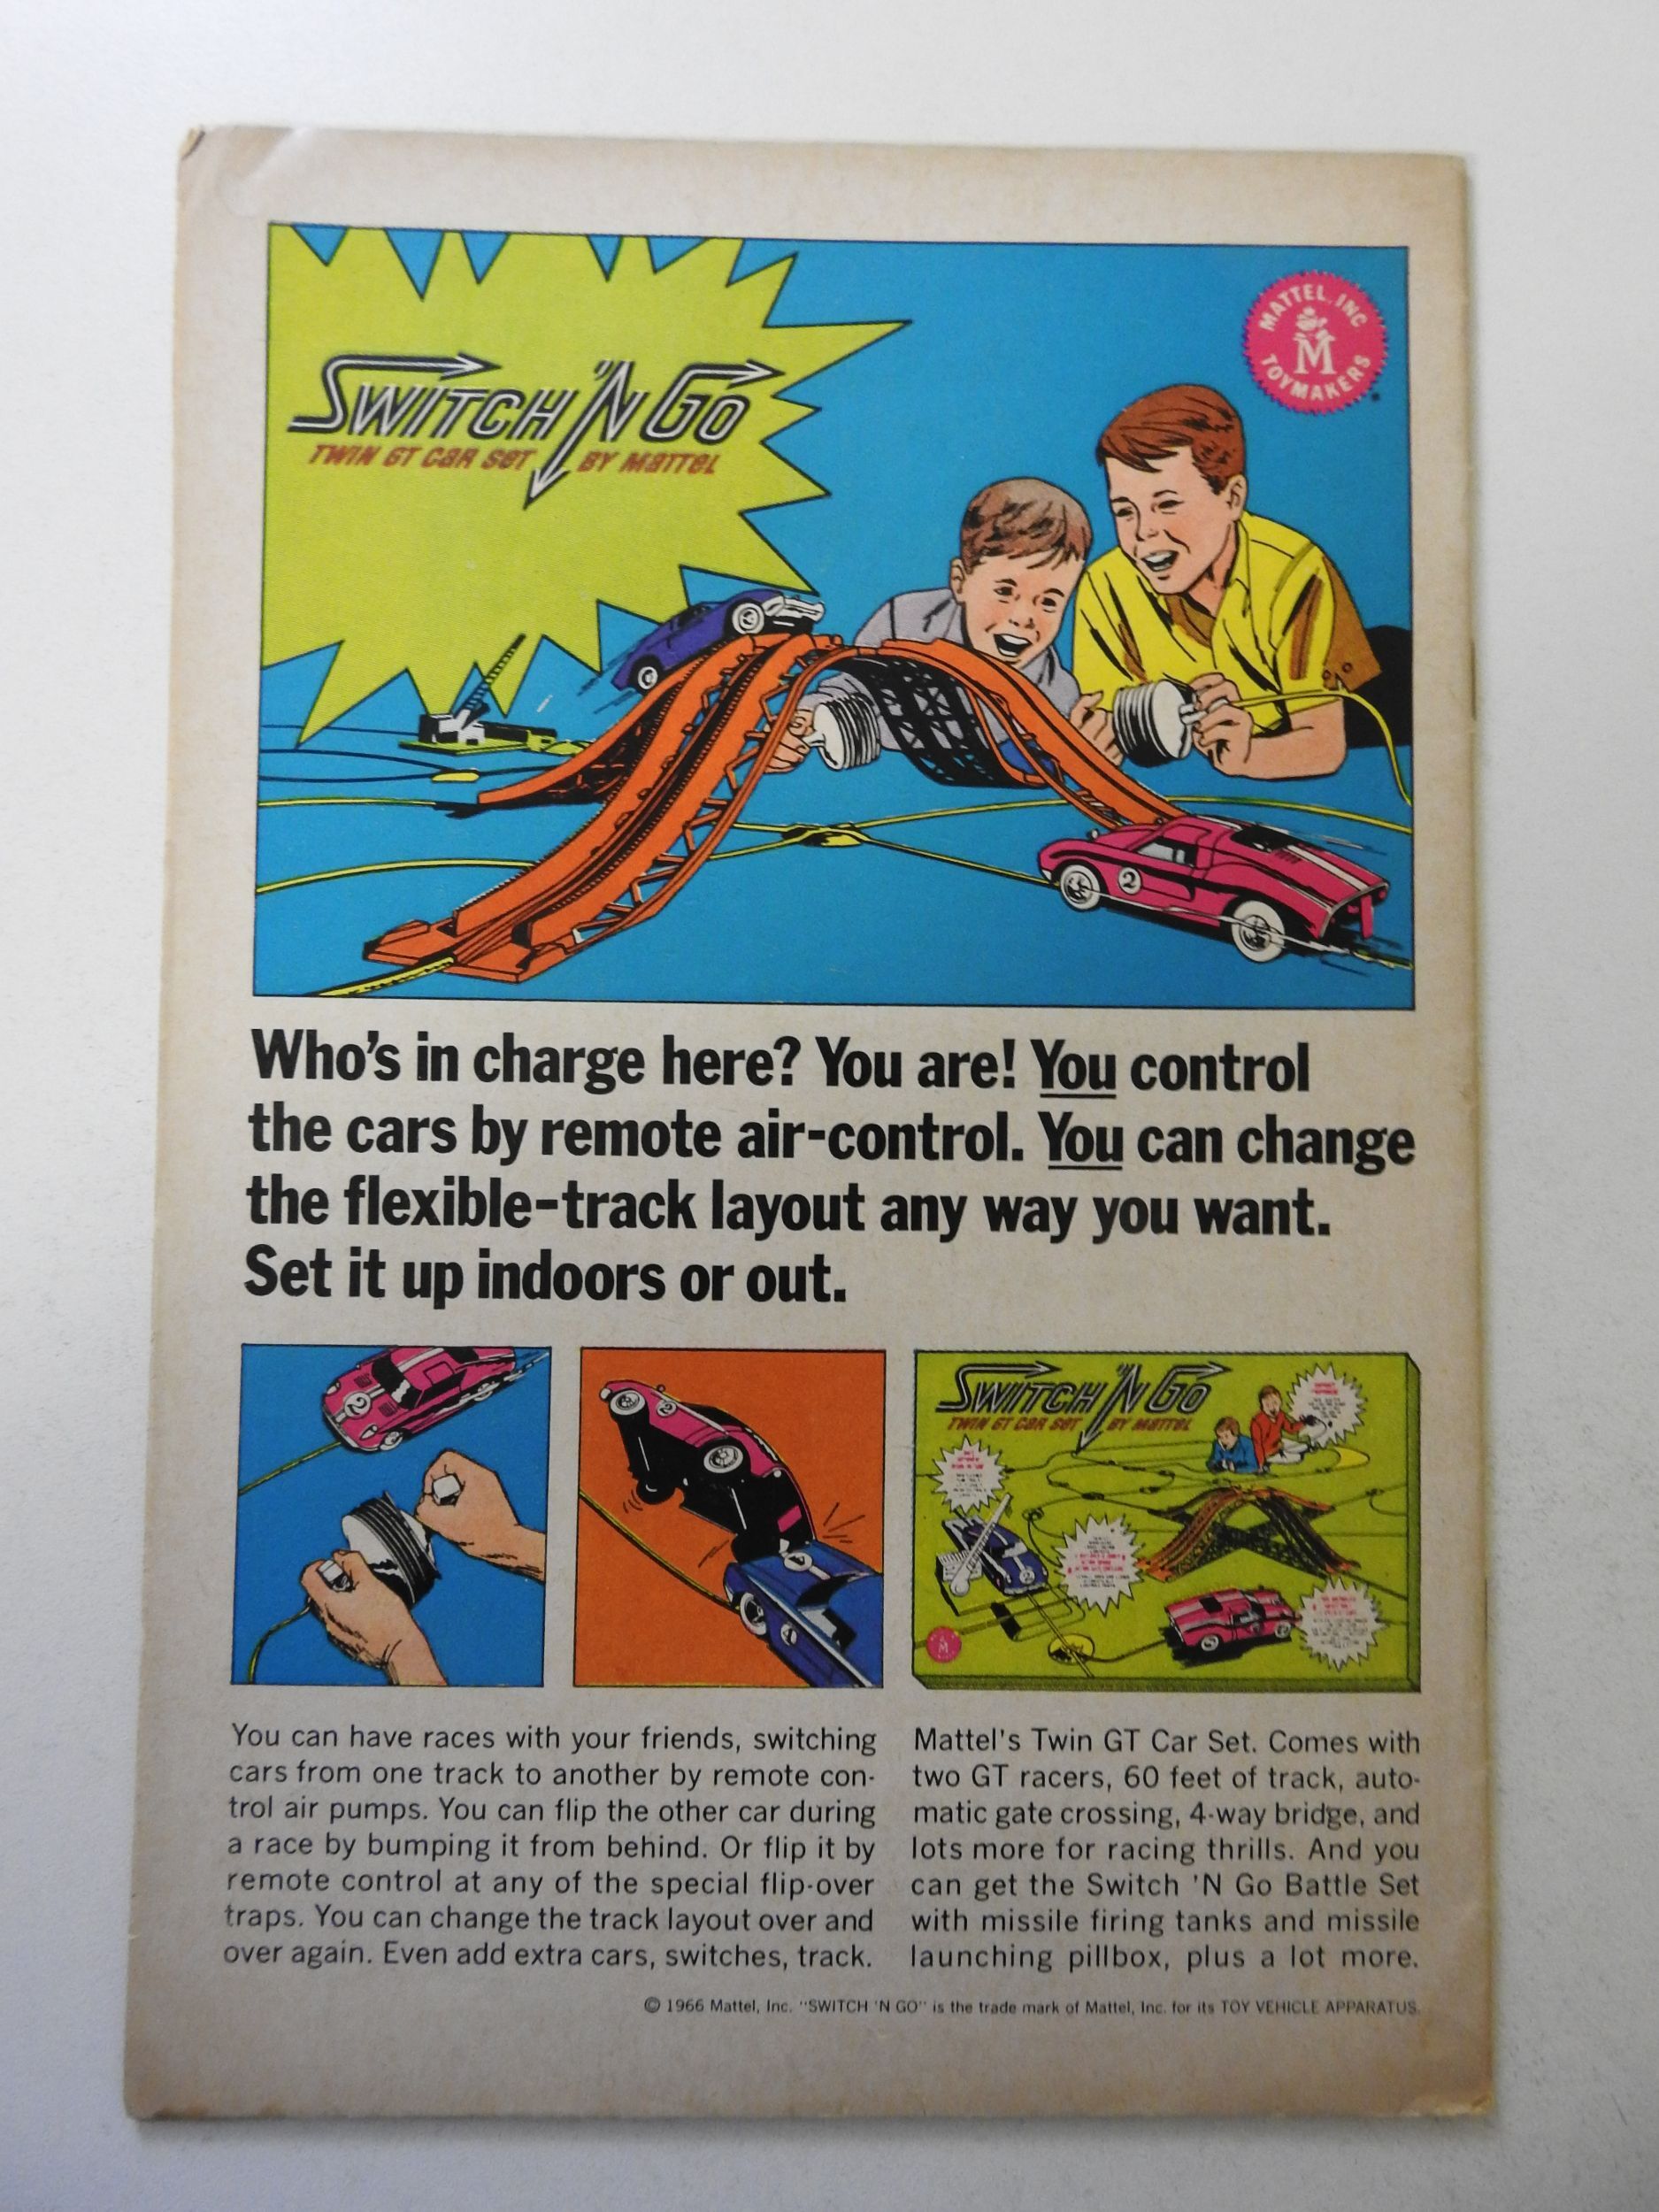 SWITCH 'N GO
TWIN GT CAR SET BY MATTEL
MATTEL, INC
M
TOYMAKERS
2
Who's in charge here? You are! You control
the cars by remote air-control. You can change
the flexible-track layout any way you want.
Set it up indoors or out.
2
2
SWITCH 'N GO
TWIN GT CAR SET BY MATTEL
M
You can have races with your friends, switching
cars from one track to another by remote con-
trol air pumps. You can flip the other car during
a race by bumping it from behind. Or flip it by
remote control at any of the special flip-over
traps. You can change the track layout over and
over again. Even add extra cars, switches, track.
Mattel's Twin GT Car Set. Comes with
two GT racers, 60 feet of track, auto-
matic gate crossing, 4-way bridge, and
lots more for racing thrills. And you
can get the Switch 'N Go Battle Set
with missile firing tanks and missile
launching pillbox, plus a lot more.
© 1966 Mattel, Inc. "SWITCH 'N GO" is the trade mark of Mattel, Inc. for its TOY VEHICLE APPARATUS.